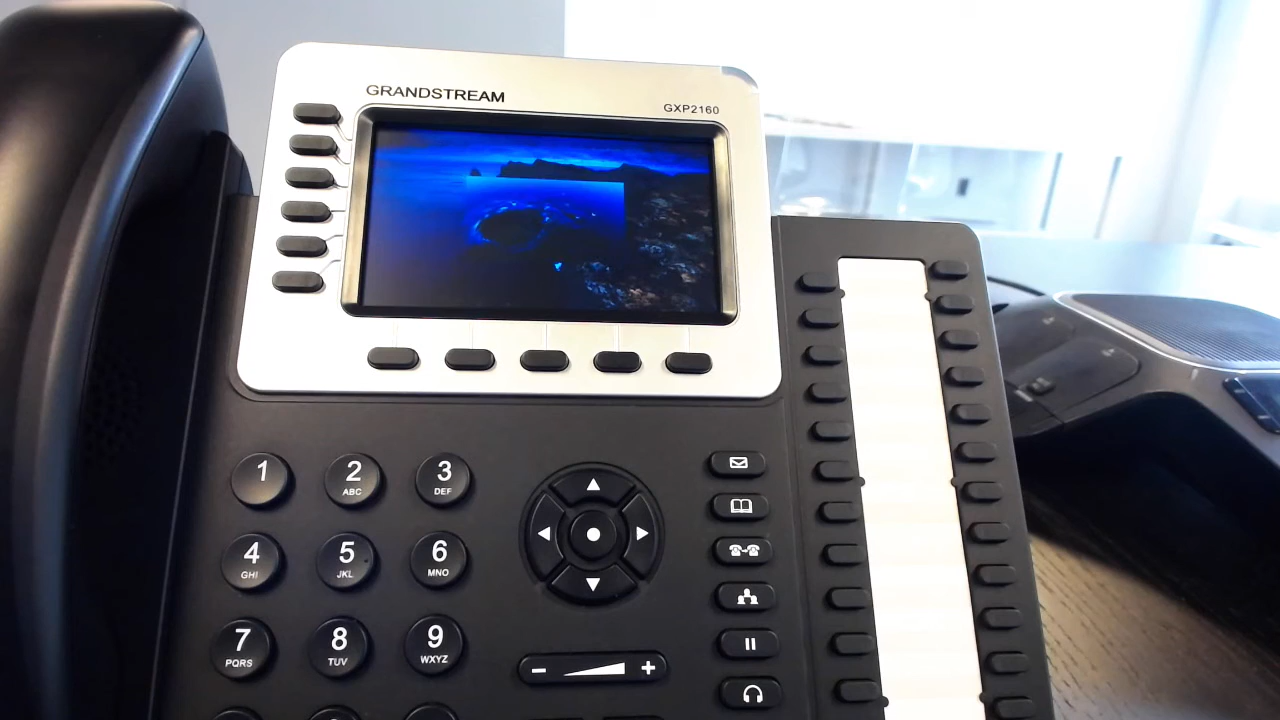 GRANDSTREAM
GXP2160
1
2
ABC
3
DEF
4
GHI
5
JKL
6
MNO
7
PQRS
8
TUV
9
WXYZ